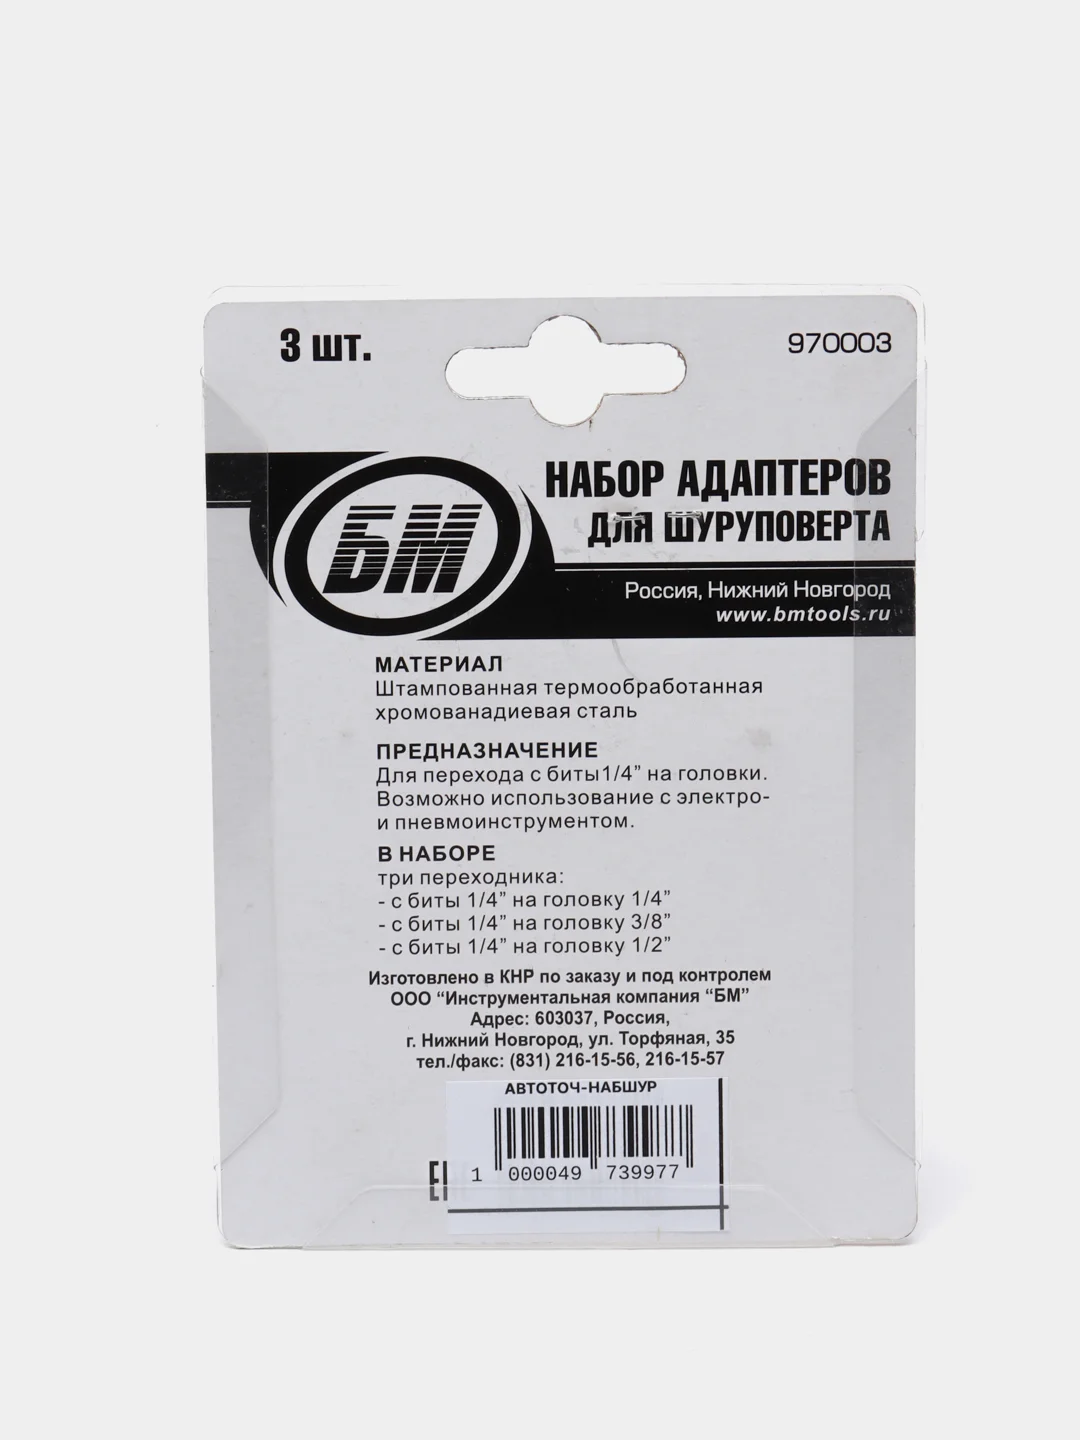 3 шт.
970003
БМ
НАБОР АДАПТЕРОВ
ДЛЯ ШУРУПОВЕРТА
Россия, Нижний Новгород
www.bmtools.ru
МАТЕРИАЛ
Штампованная термообработанная
хромованадиевая сталь
ПРЕДНАЗНАЧЕНИЕ
Для перехода с биты1/4” на головки.
Возможно использование с электро-
и пневмоинструментом.
В НАБОРЕ
три переходника:
- с биты 1/4” на головку 1/4”
- с биты 1/4” на головку 3/8”
- с биты 1/4” на головку 1/2”
Изготовлено в КНР по заказу и под контролем
ООО “Инструментальная компания “БМ”
Адрес: 603037, Россия,
г. Нижний Новгород, ул. Торфяная, 35
тел./факс: (831) 216-15-56, 216-15-57
АВТОТОЧ-НАБШУР
1 000049 739977